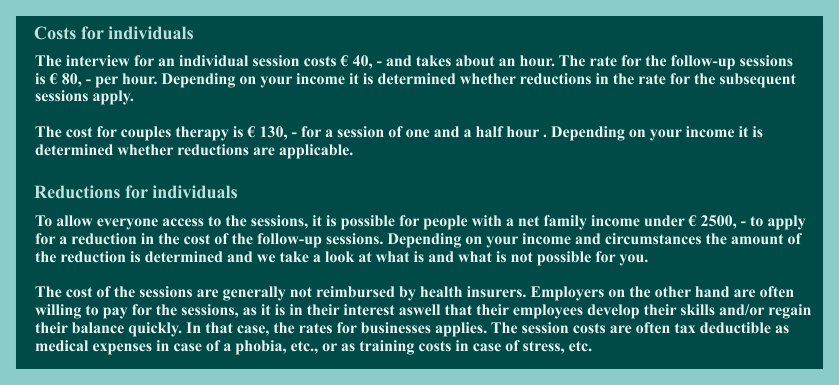 Costs for individuals
The interview for an individual session costs € 40, - and takes about an hour. The rate for the follow-up sessions
is € 80, - per hour. Depending on your income it is determined whether reductions in the rate for the subsequent
sessions apply.
The cost for couples therapy is € 130, - for a session of one and a half hour . Depending on your income it is
determined whether reductions are applicable.
Reductions for individuals
To allow everyone access to the sessions, it is possible for people with a net family income under € 2500, - to apply
for a reduction in the cost of the follow-up sessions. Depending on your income and circumstances the amount of
the reduction is determined and we take a look at what is and what is not possible for you.
The cost of the sessions are generally not reimbursed by health insurers. Employers on the other hand are often
willing to pay for the sessions, as it is in their interest aswell that their employees develop their skills and/or regain
their balance quickly. In that case, the rates for businesses applies. The session costs are often tax deductible as
medical expenses in case of a phobia, etc., or as training costs in case of stress, etc.